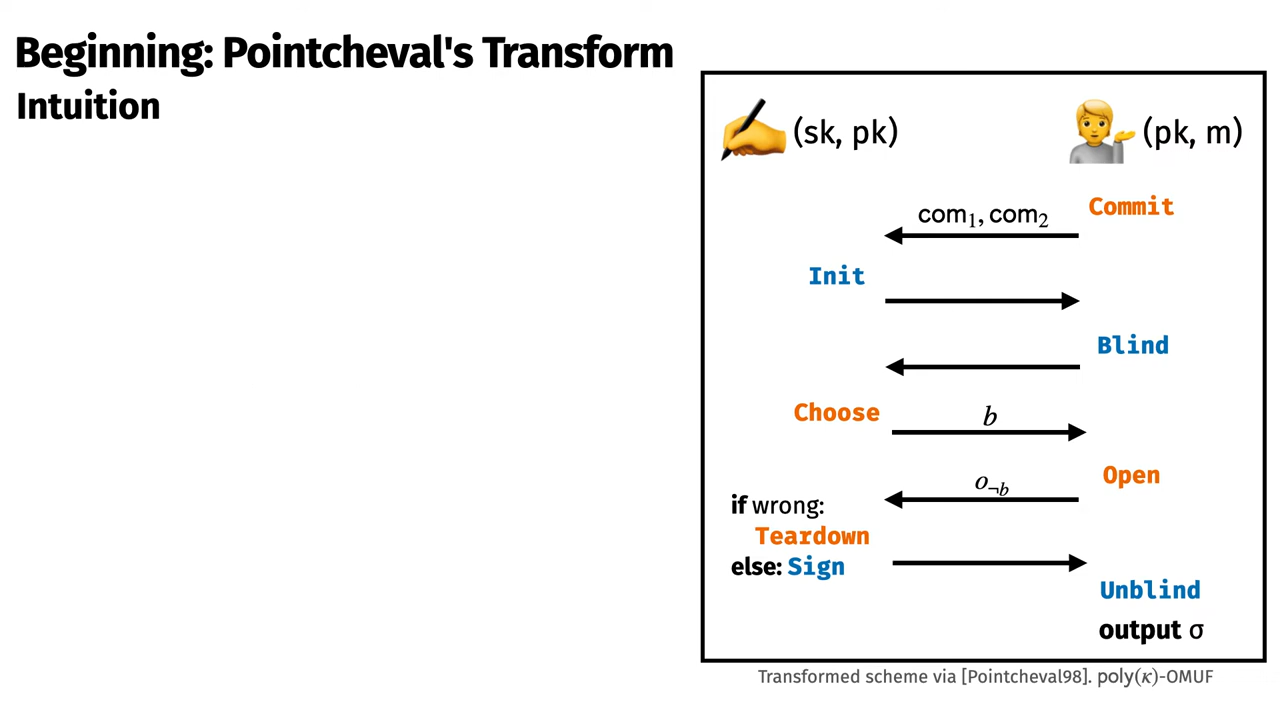 Beginning: Pointcheval's Transform
Intuition
(sk, pk)
(pk, m)
Commit
com₁, com₂
Init
Blind
Choose
b
Open
o¬b
if wrong:
Teardown
else: Sign
Unblind
output σ
Transformed scheme via [Pointcheval98]. poly(κ)-OMUF